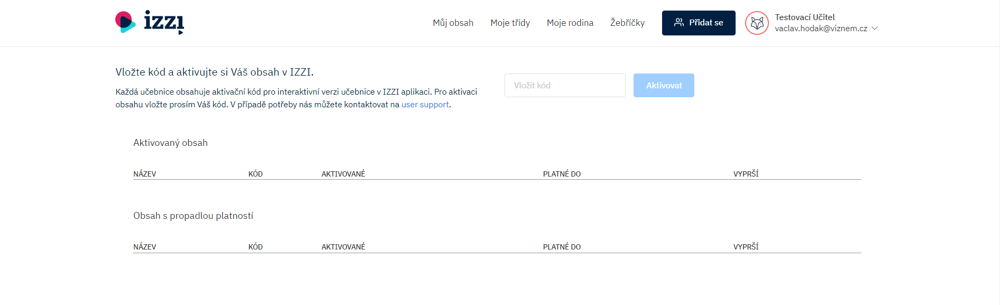 izzi
Můj obsah
Moje třídy
Moje rodina
Žebříčky
Přidat se
Testovací Učitel
vaclav.hodak@viznem.cz
Vložte kód a aktivujte si Váš obsah v IZZI.
Každá učebnice obsahuje aktivační kód pro interaktivní verzi učebnice v IZZI aplikaci. Pro aktivaci
obsahu vložte prosím Váš kód. V případě potřeby nás můžete kontaktovat na user support.
Vložit kód
Aktivovat
Aktivovaný obsah
NÁZEV KÓD AKTIVOVANÉ PLATNÉ DO VYPRŠÍ
Obsah s propadlou platností
NÁZEV KÓD AKTIVOVANÉ PLATNÉ DO VYPRŠÍ